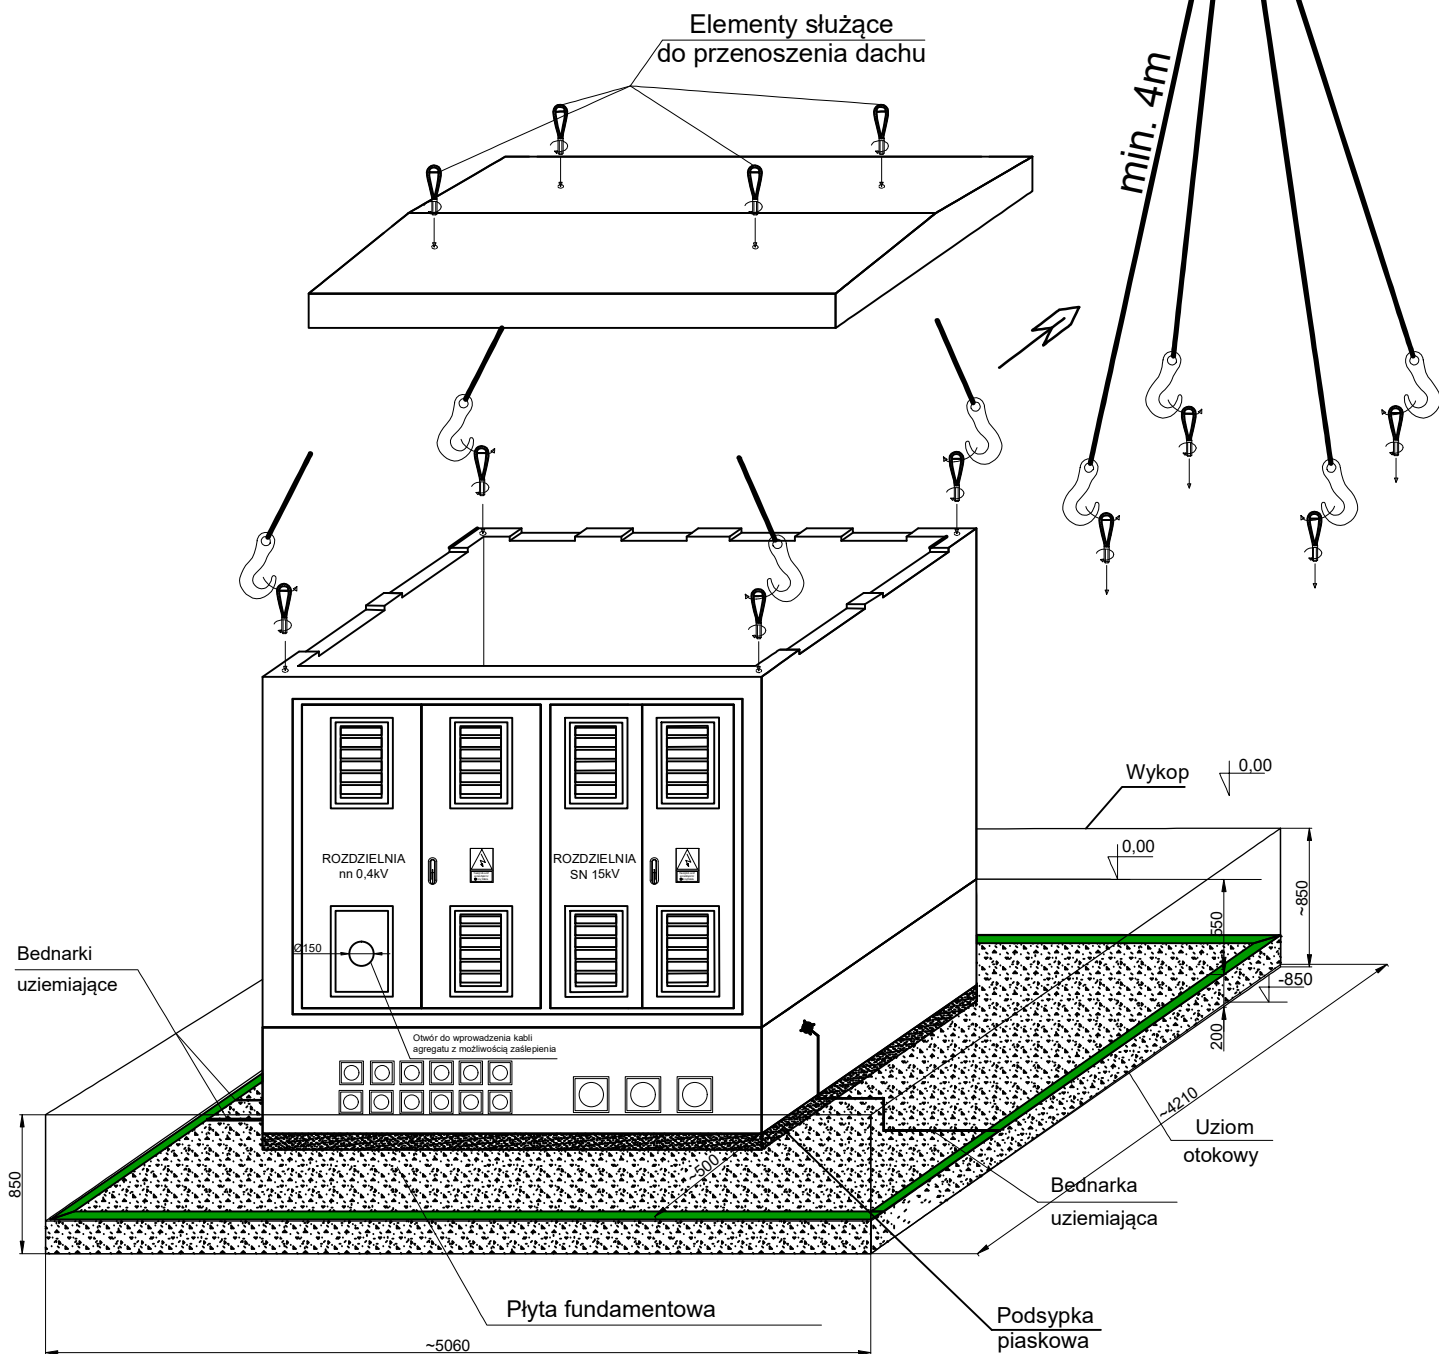 Elementy służące
do przenoszenia dachu
min. 4m
Wykop
0,00
0,00
ROZDZIELNIA
nn 0,4kV
ROZDZIELNIA
SN 15kV
~850
550
Ø150
Bednarki
uziemiające
-850
200
Otwór do wprowadzenia kabli
agregatu z możliwością zaślepienia
~4210
Uziom
otokowy
850
~500
Bednarka
uziemiająca
Płyta fundamentowa
Podsypka
piaskowa
~5060